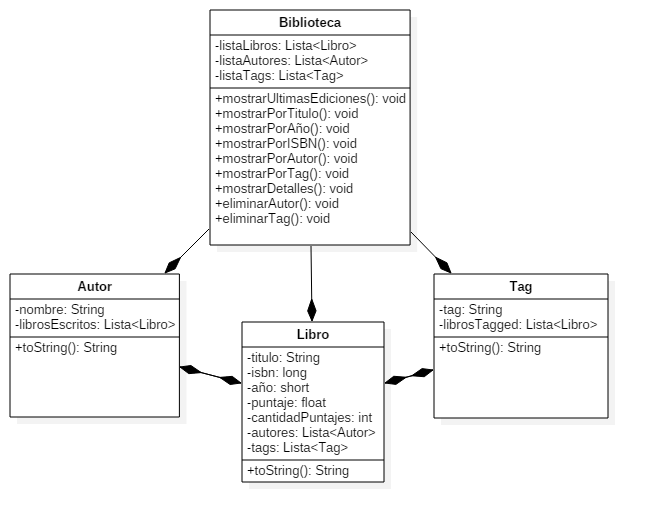 Biblioteca
-listaLibros: Lista<Libro>
-listaAutores: Lista<Autor>
-listaTags: Lista<Tag>
+mostrarUltimasEdiciones(): void
+mostrarPorTitulo(): void
+mostrarPorAño(): void
+mostrarPorISBN(): void
+mostrarPorAutor(): void
+mostrarPorTag(): void
+mostrarDetalles(): void
+eliminarAutor(): void
+eliminarTag(): void
Autor
-nombre: String
-librosEscritos: Lista<Libro>
+toString(): String
Libro
-titulo: String
-isbn: long
-año: short
-puntaje: float
-cantidadPuntajes: int
-autores: Lista<Autor>
-tags: Lista<Tag>
+toString(): String
Tag
-tag: String
-librosTagged: Lista<Libro>
+toString(): String